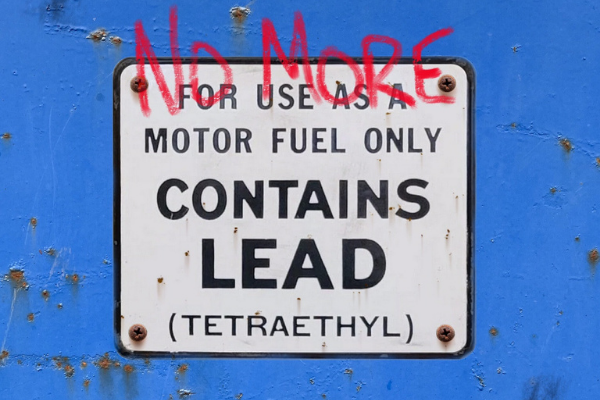 No MORE
FOR USE AS A
MOTOR FUEL ONLY
CONTAINS
LEAD
(TETRAETHYL)